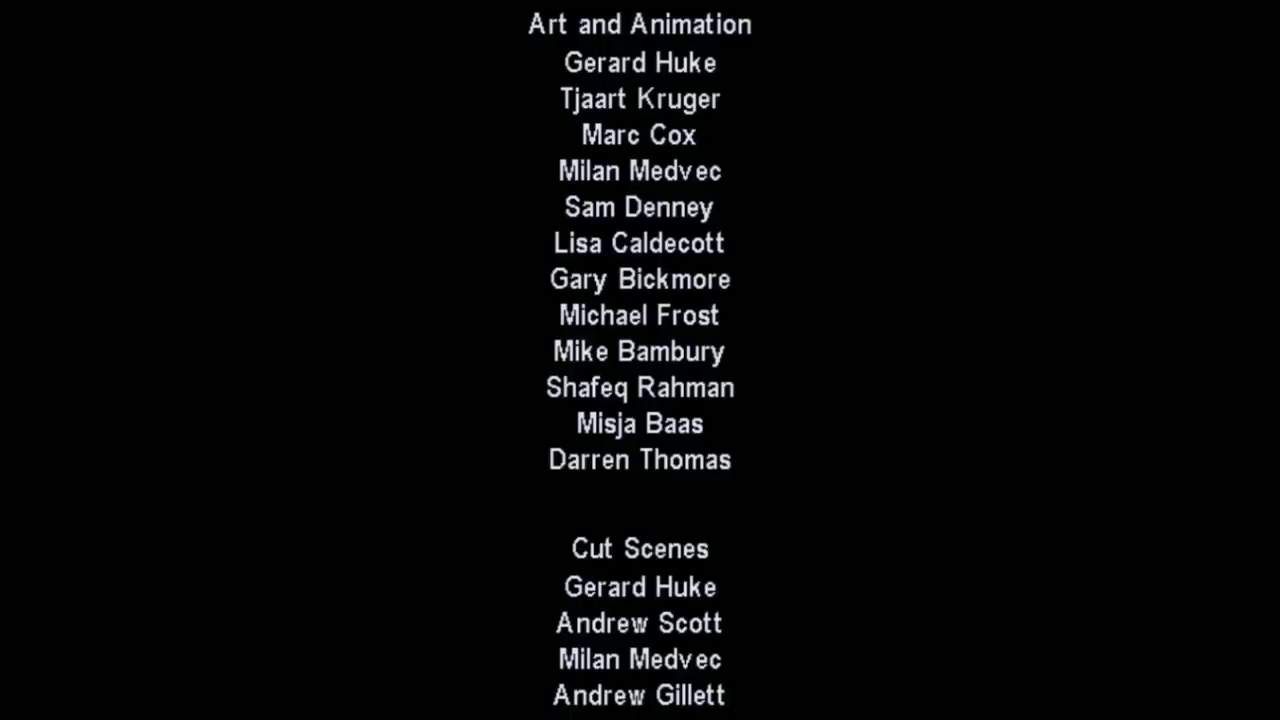 Art and Animation
Gerard Huke
Tjaart Kruger
Marc Cox
Milan Medvec
Sam Denney
Lisa Caldecott
Gary Bickmore
Michael Frost
Mike Bambury
Shafeq Rahman
Misja Baas
Darren Thomas
Cut Scenes
Gerard Huke
Andrew Scott
Milan Medvec
Andrew Gillett